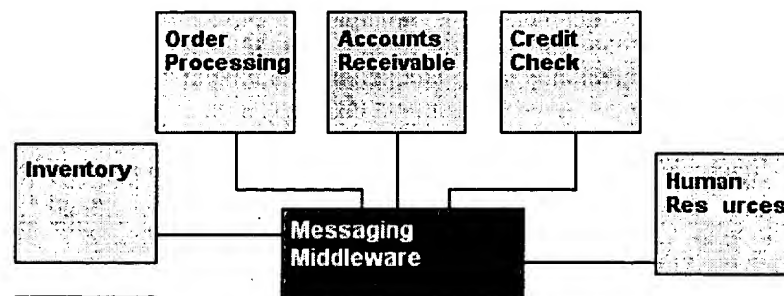 Order
Processing
Accounts
Receivable
Credit
Check
Inventory
Human
Res urces
Messaging
Middleware